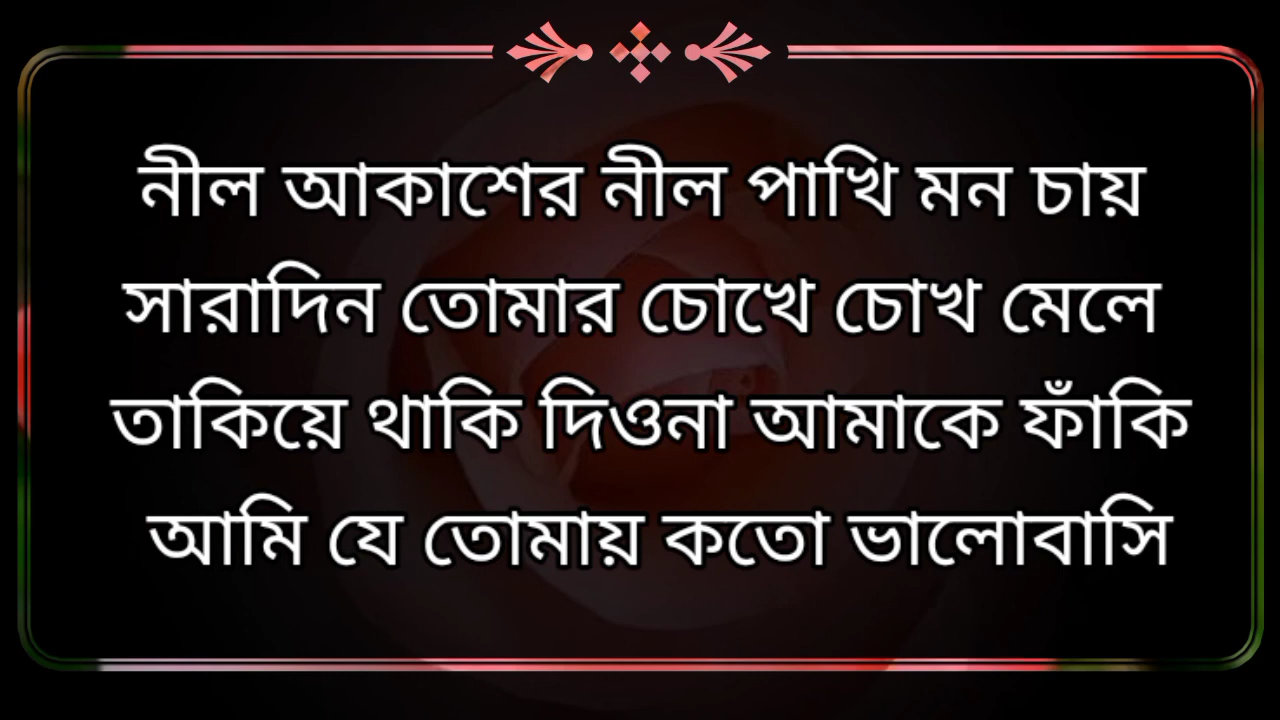 নীল আকাশের নীল পাখি মন চায়
সারাদিন তোমার চোখে চোখ মেলে
তাকিয়ে থাকি দিওনা আমাকে ফাঁকি
আমি যে তোমায় কতো ভালোবাসি